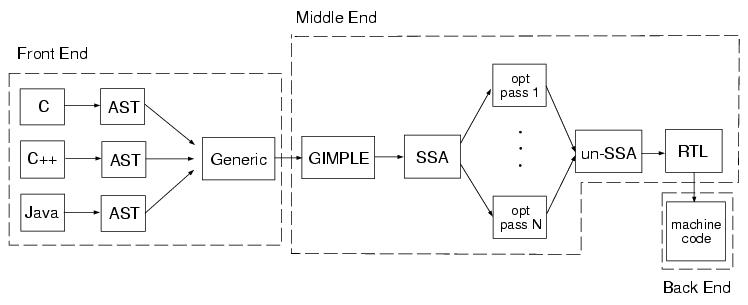 Middle End
Front End
C
AST
C++
AST
Java
AST
Generic
GIMPLE
SSA
opt
pass 1
opt
pass N
un-SSA
RTL
machine
code
Back End